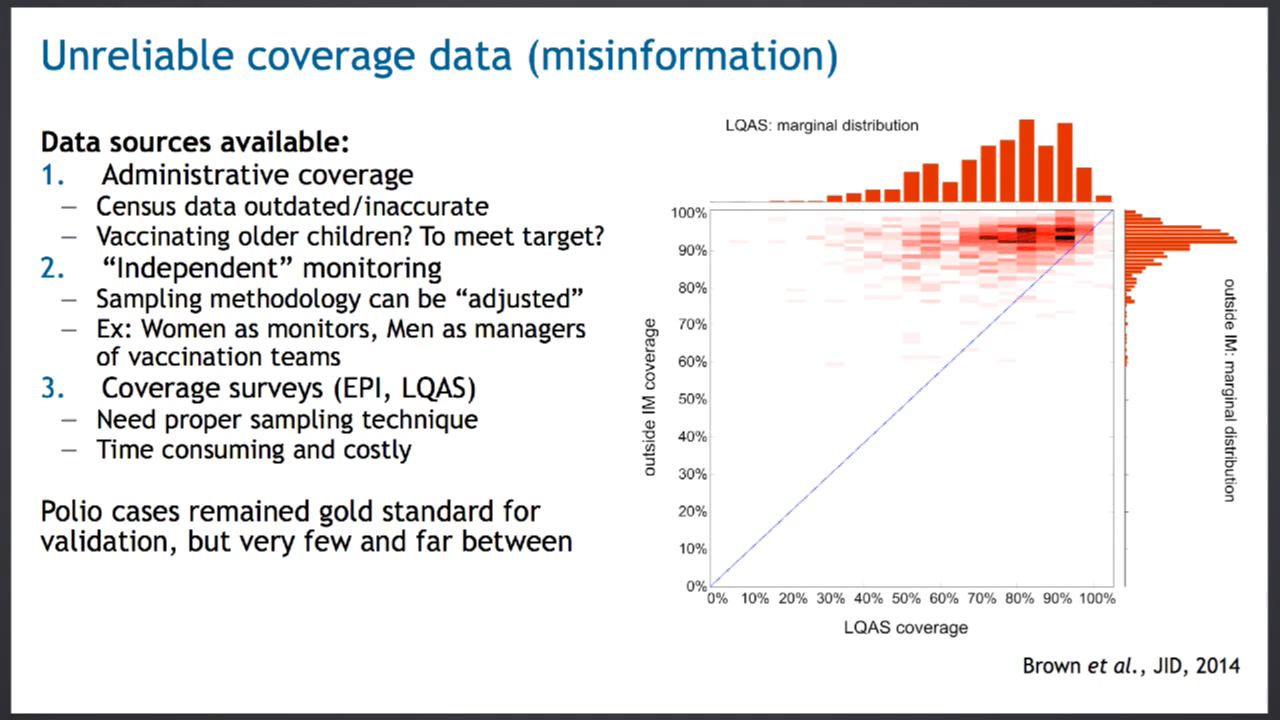 Unreliable coverage data (misinformation)
Data sources available:
1. Administrative coverage
– Census data outdated/inaccurate
– Vaccinating older children? To meet target?
2. “Independent” monitoring
– Sampling methodology can be “adjusted”
– Ex: Women as monitors, Men as managers
of vaccination teams
3. Coverage surveys (EPI, LQAS)
– Need proper sampling technique
– Time consuming and costly
Polio cases remained gold standard for
validation, but very few and far between
LQAS: marginal distribution
100%
90%
80%
70%
60%
50%
40%
30%
20%
10%
0%
outside IM coverage
0% 10% 20% 30% 40% 50% 60% 70% 80% 90% 100%
LQAS coverage
outside IM: marginal distribution
Brown et al., JID, 2014